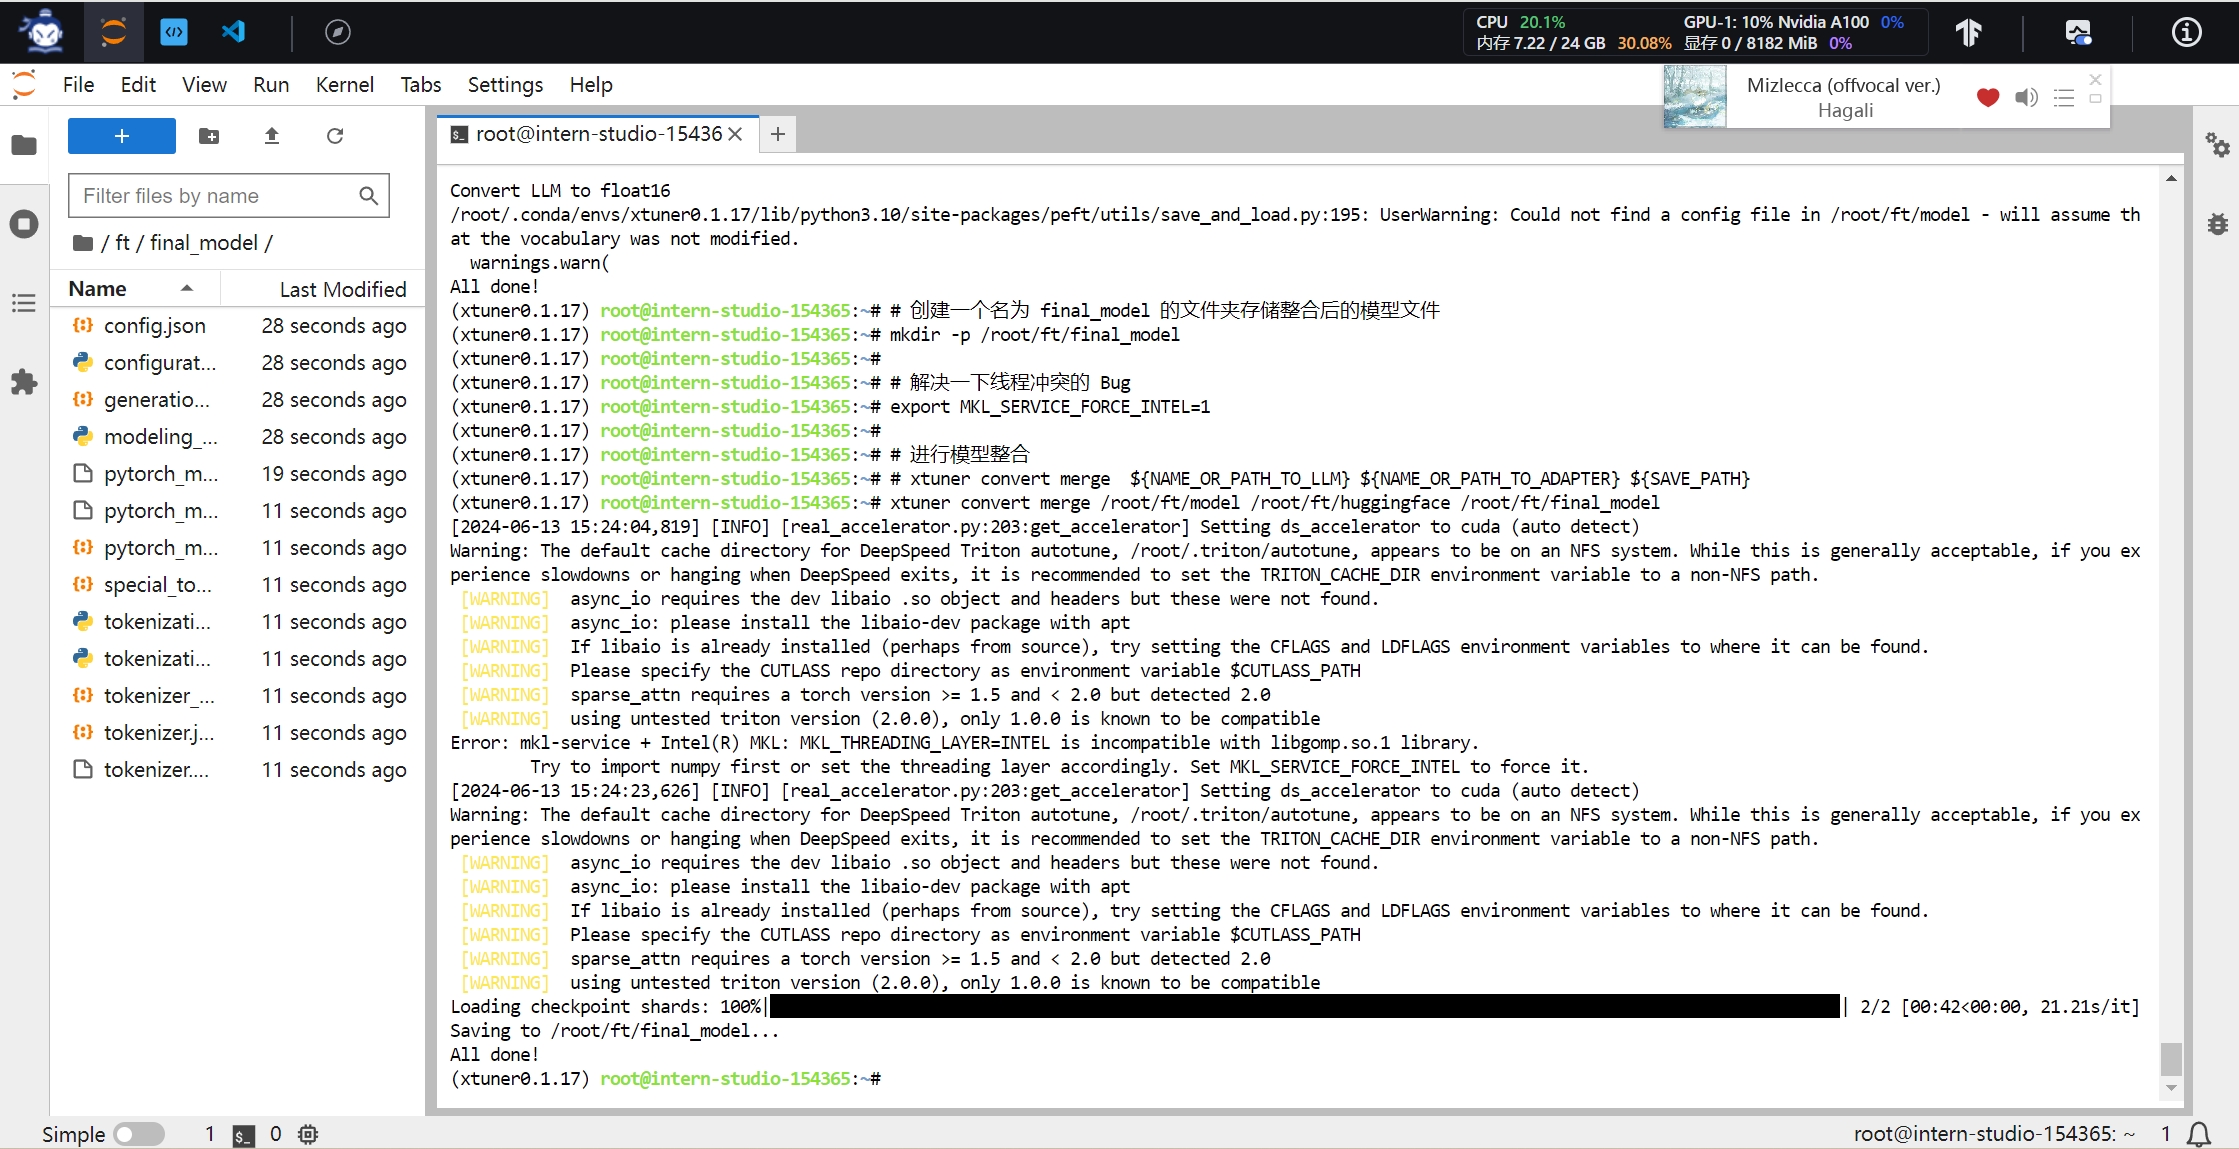 CPU 20.1%
GPU-1: 10% Nvidia A100 0%
内存 7.22 / 24 GB 30.08%
显存 0 / 8182 MiB 0%
File Edit View Run Kernel Tabs Settings Help
Mizlecca (offvocal ver.)
Hagali
root@intern-studio-15436
Filter files by name
/ ft / final_model /
Name Last Modified
config.json 28 seconds ago
configurat... 28 seconds ago
generatio... 28 seconds ago
modeling_... 28 seconds ago
pytorch_m... 19 seconds ago
pytorch_m... 11 seconds ago
pytorch_m... 11 seconds ago
special_to... 11 seconds ago
tokenizati... 11 seconds ago
tokenizati... 11 seconds ago
tokenizer_... 11 seconds ago
tokenizer.j... 11 seconds ago
tokenizer.... 11 seconds ago
Convert LLM to float16
/root/.conda/envs/xtuner0.1.17/lib/python3.10/site-packages/peft/utils/save_and_load.py:195: UserWarning: Could not find a config file in /root/ft/model - will assume th
at the vocabulary was not modified.
warnings.warn(
All done!
(xtuner0.1.17) root@intern-studio-154365:~# # 创建一个名为 final_model 的文件夹存储整合后的模型文件
(xtuner0.1.17) root@intern-studio-154365:~# mkdir -p /root/ft/final_model
(xtuner0.1.17) root@intern-studio-154365:~#
(xtuner0.1.17) root@intern-studio-154365:~# # 解决一下线程冲突的 Bug
(xtuner0.1.17) root@intern-studio-154365:~# export MKL_SERVICE_FORCE_INTEL=1
(xtuner0.1.17) root@intern-studio-154365:~#
(xtuner0.1.17) root@intern-studio-154365:~# # 进行模型整合
(xtuner0.1.17) root@intern-studio-154365:~# # xtuner convert merge  ${NAME_OR_PATH_TO_LLM} ${NAME_OR_PATH_TO_ADAPTER} ${SAVE_PATH}
(xtuner0.1.17) root@intern-studio-154365:~# xtuner convert merge /root/ft/model /root/ft/huggingface /root/ft/final_model
[2024-06-13 15:24:04,819] [INFO] [real_accelerator.py:203:get_accelerator] Setting ds_accelerator to cuda (auto detect)
Warning: The default cache directory for DeepSpeed Triton autotune, /root/.triton/autotune, appears to be on an NFS system. While this is generally acceptable, if you ex
perience slowdowns or hanging when DeepSpeed exits, it is recommended to set the TRITON_CACHE_DIR environment variable to a non-NFS path.
[WARNING]  async_io requires the dev libaio .so object and headers but these were not found.
[WARNING]  async_io: please install the libaio-dev package with apt
[WARNING]  If libaio is already installed (perhaps from source), try setting the CFLAGS and LDFLAGS environment variables to where it can be found.
[WARNING]  Please specify the CUTLASS repo directory as environment variable $CUTLASS_PATH
[WARNING]  sparse_attn requires a torch version >= 1.5 and < 2.0 but detected 2.0
[WARNING]  using untested triton version (2.0.0), only 1.0.0 is known to be compatible
Error: mkl-service + Intel(R) MKL: MKL_THREADING_LAYER=INTEL is incompatible with libgomp.so.1 library.
Try to import numpy first or set the threading layer accordingly. Set MKL_SERVICE_FORCE_INTEL to force it.
[2024-06-13 15:24:23,626] [INFO] [real_accelerator.py:203:get_accelerator] Setting ds_accelerator to cuda (auto detect)
Warning: The default cache directory for DeepSpeed Triton autotune, /root/.triton/autotune, appears to be on an NFS system. While this is generally acceptable, if you ex
perience slowdowns or hanging when DeepSpeed exits, it is recommended to set the TRITON_CACHE_DIR environment variable to a non-NFS path.
[WARNING]  async_io requires the dev libaio .so object and headers but these were not found.
[WARNING]  async_io: please install the libaio-dev package with apt
[WARNING]  If libaio is already installed (perhaps from source), try setting the CFLAGS and LDFLAGS environment variables to where it can be found.
[WARNING]  Please specify the CUTLASS repo directory as environment variable $CUTLASS_PATH
[WARNING]  sparse_attn requires a torch version >= 1.5 and < 2.0 but detected 2.0
[WARNING]  using untested triton version (2.0.0), only 1.0.0 is known to be compatible
Loading checkpoint shards: 100%| | 2/2 [00:42<00:00, 21.21s/it]
Saving to /root/ft/final_model...
All done!
(xtuner0.1.17) root@intern-studio-154365:~#
Simple 1 $_ 0
root@intern-studio-154365: ~ 1